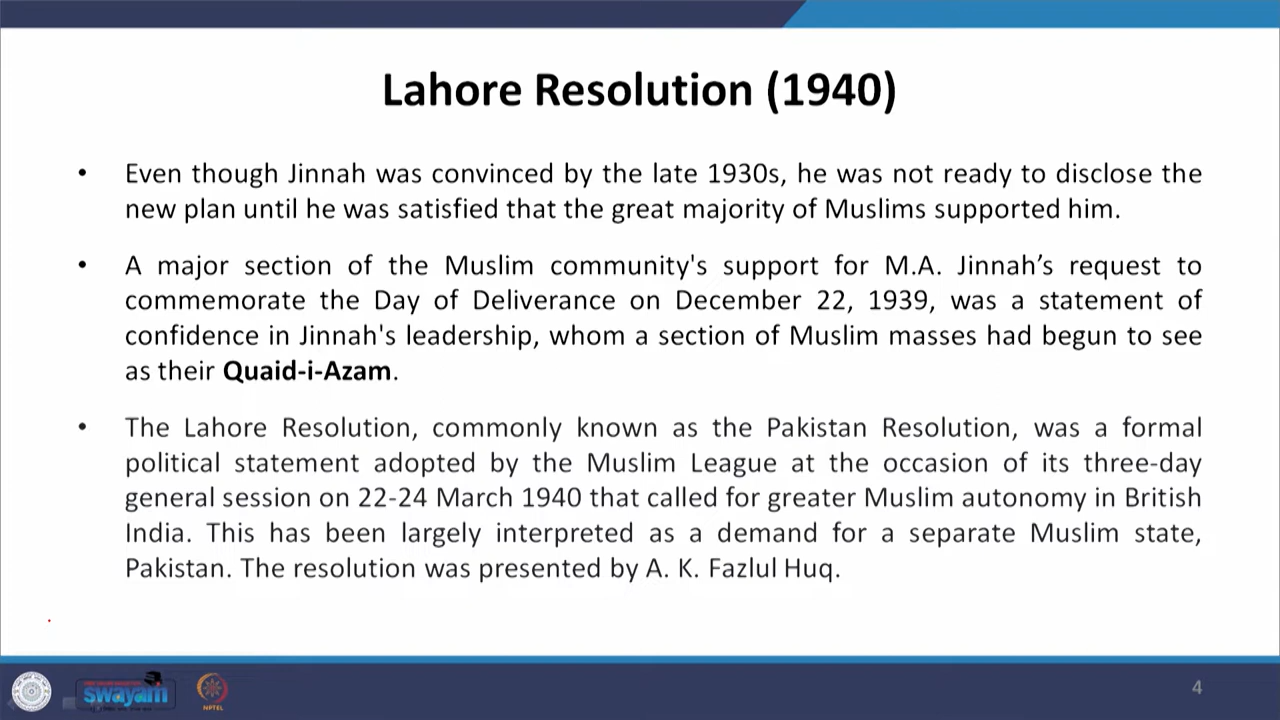 Lahore Resolution (1940)
• Even though Jinnah was convinced by the late 1930s, he was not ready to disclose the
new plan until he was satisfied that the great majority of Muslims supported him.
• A major section of the Muslim community's support for M.A. Jinnah’s request to
commemorate the Day of Deliverance on December 22, 1939, was a statement of
confidence in Jinnah's leadership, whom a section of Muslim masses had begun to see
as their Quaid-i-Azam.
• The Lahore Resolution, commonly known as the Pakistan Resolution, was a formal
political statement adopted by the Muslim League at the occasion of its three-day
general session on 22-24 March 1940 that called for greater Muslim autonomy in British
India. This has been largely interpreted as a demand for a separate Muslim state,
Pakistan. The resolution was presented by A. K. Fazlul Huq.
swayam
NPTEL
4